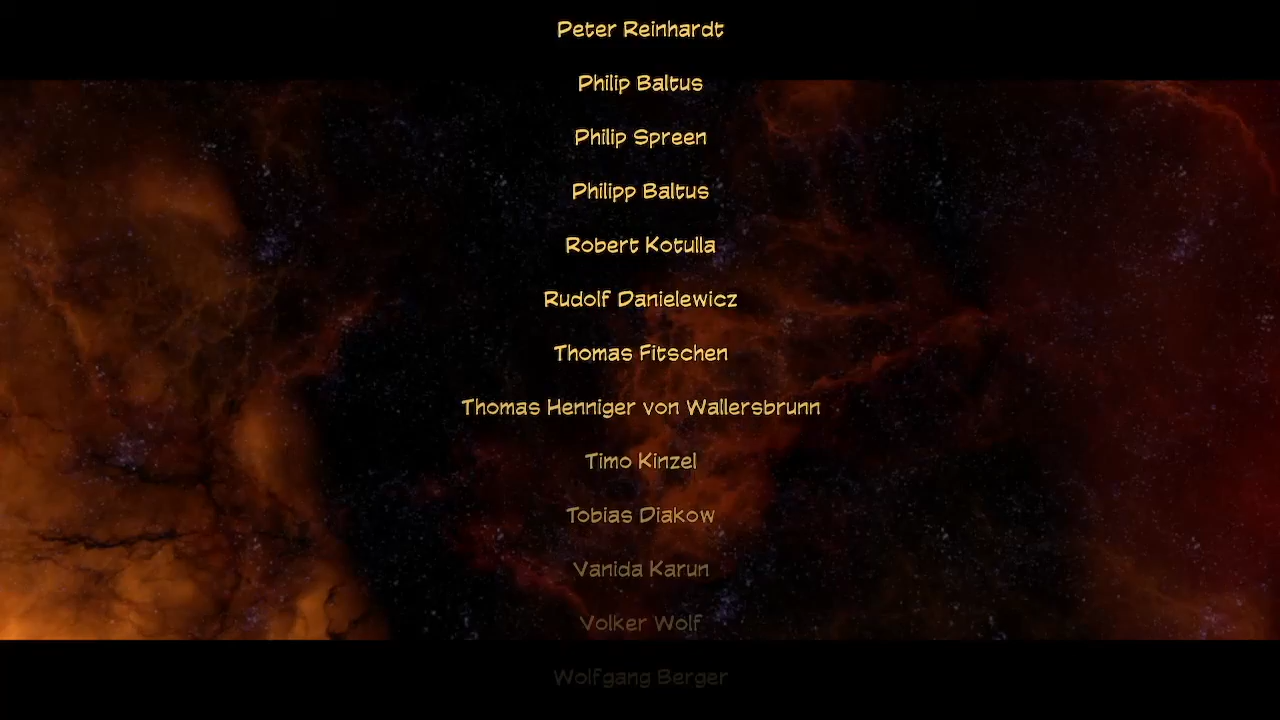 Peter Reinhardt
Philip Baltus
Philip Spreen
Philipp Baltus
Robert Kotulla
Rudolf Danielewicz
Thomas Fitschen
Thomas Henniger von Wallersbrunn
Timo Kinzel
Tobias Diakow
Vanida Karun
Volker Wolf
Wolfgang Berger